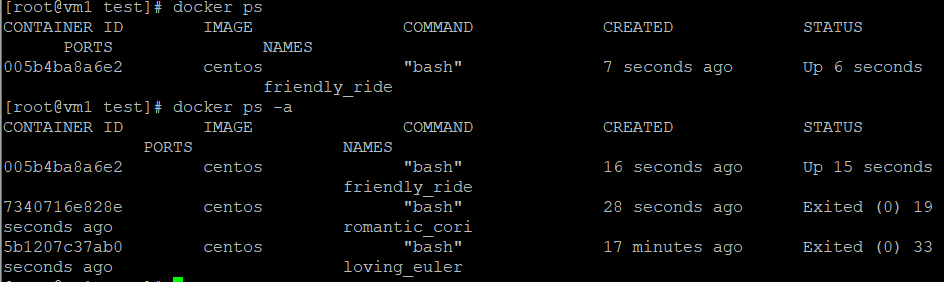 [root@vm1 test]# docker ps
CONTAINER ID        IMAGE               COMMAND             CREATED             STATUS
      PORTS               NAMES
005b4ba8a6e2        centos              "bash"              7 seconds ago       Up 6 seconds
                          friendly_ride
[root@vm1 test]# docker ps -a
CONTAINER ID        IMAGE               COMMAND             CREATED             STATUS
              PORTS               NAMES
005b4ba8a6e2        centos              "bash"              16 seconds ago      Up 15 seconds
                                  friendly_ride
7340716e828e        centos              "bash"              28 seconds ago      Exited (0) 19
seconds ago                       romantic_cori
5b1207c37ab0        centos              "bash"              17 minutes ago      Exited (0) 33
seconds ago                       loving_euler